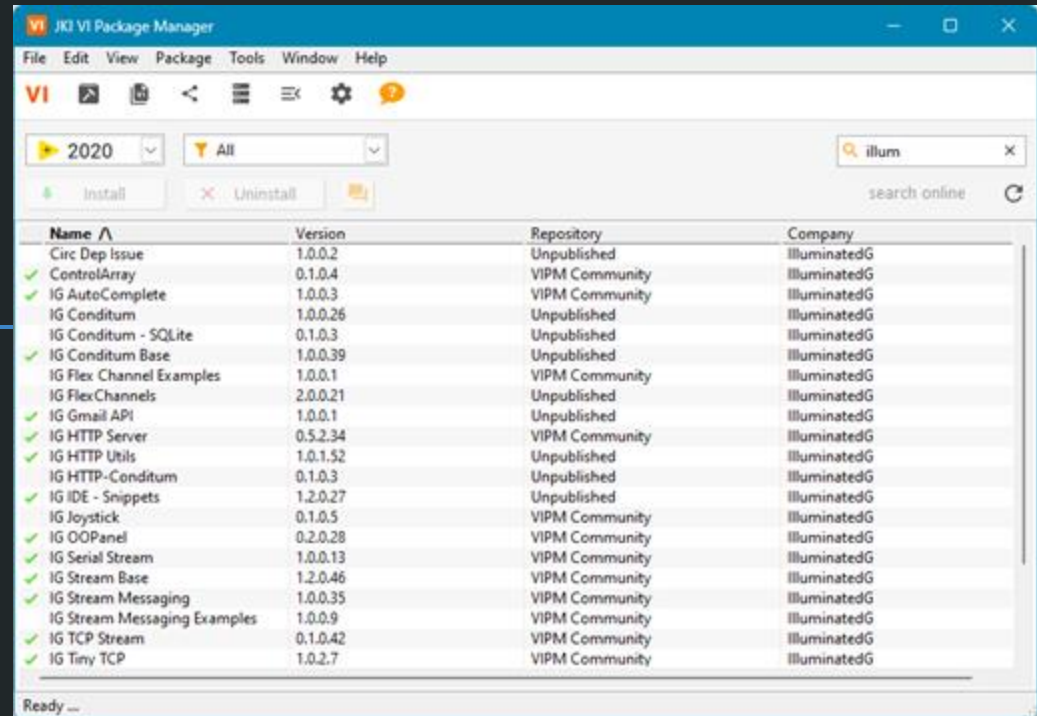 VI JKI VI Package Manager
File Edit View Package Tools Window Help
VI
2020 All illum
Install Uninstall search online
Name Version Repository Company
Circ Dep Issue 1.0.0.2 Unpublished IlluminatedG
ControlArray 0.1.0.4 VIPM Community IlluminatedG
IG AutoComplete 1.0.0.3 VIPM Community IlluminatedG
IG Conditum 1.0.0.26 Unpublished IlluminatedG
IG Conditum - SQLite 0.1.0.3 Unpublished IlluminatedG
IG Conditum Base 1.0.0.39 Unpublished IlluminatedG
IG Flex Channel Examples 1.0.0.1 VIPM Community IlluminatedG
IG FlexChannels 2.0.0.21 Unpublished IlluminatedG
IG Gmail API 1.0.0.1 Unpublished IlluminatedG
IG HTTP Server 0.5.2.34 VIPM Community IlluminatedG
IG HTTP Utils 1.0.1.52 Unpublished IlluminatedG
IG HTTP-Conditum 0.1.0.3 Unpublished IlluminatedG
IG IDE - Snippets 1.2.0.27 Unpublished IlluminatedG
IG Joystick 0.1.0.5 VIPM Community IlluminatedG
IG OOPanel 0.2.0.28 VIPM Community IlluminatedG
IG Serial Stream 1.0.0.13 VIPM Community IlluminatedG
IG Stream Base 1.2.0.46 VIPM Community IlluminatedG
IG Stream Messaging 1.0.0.35 VIPM Community IlluminatedG
IG Stream Messaging Examples 1.0.0.9 VIPM Community IlluminatedG
IG TCP Stream 0.1.0.42 VIPM Community IlluminatedG
IG Tiny TCP 1.0.2.7 VIPM Community IlluminatedG
Ready ...